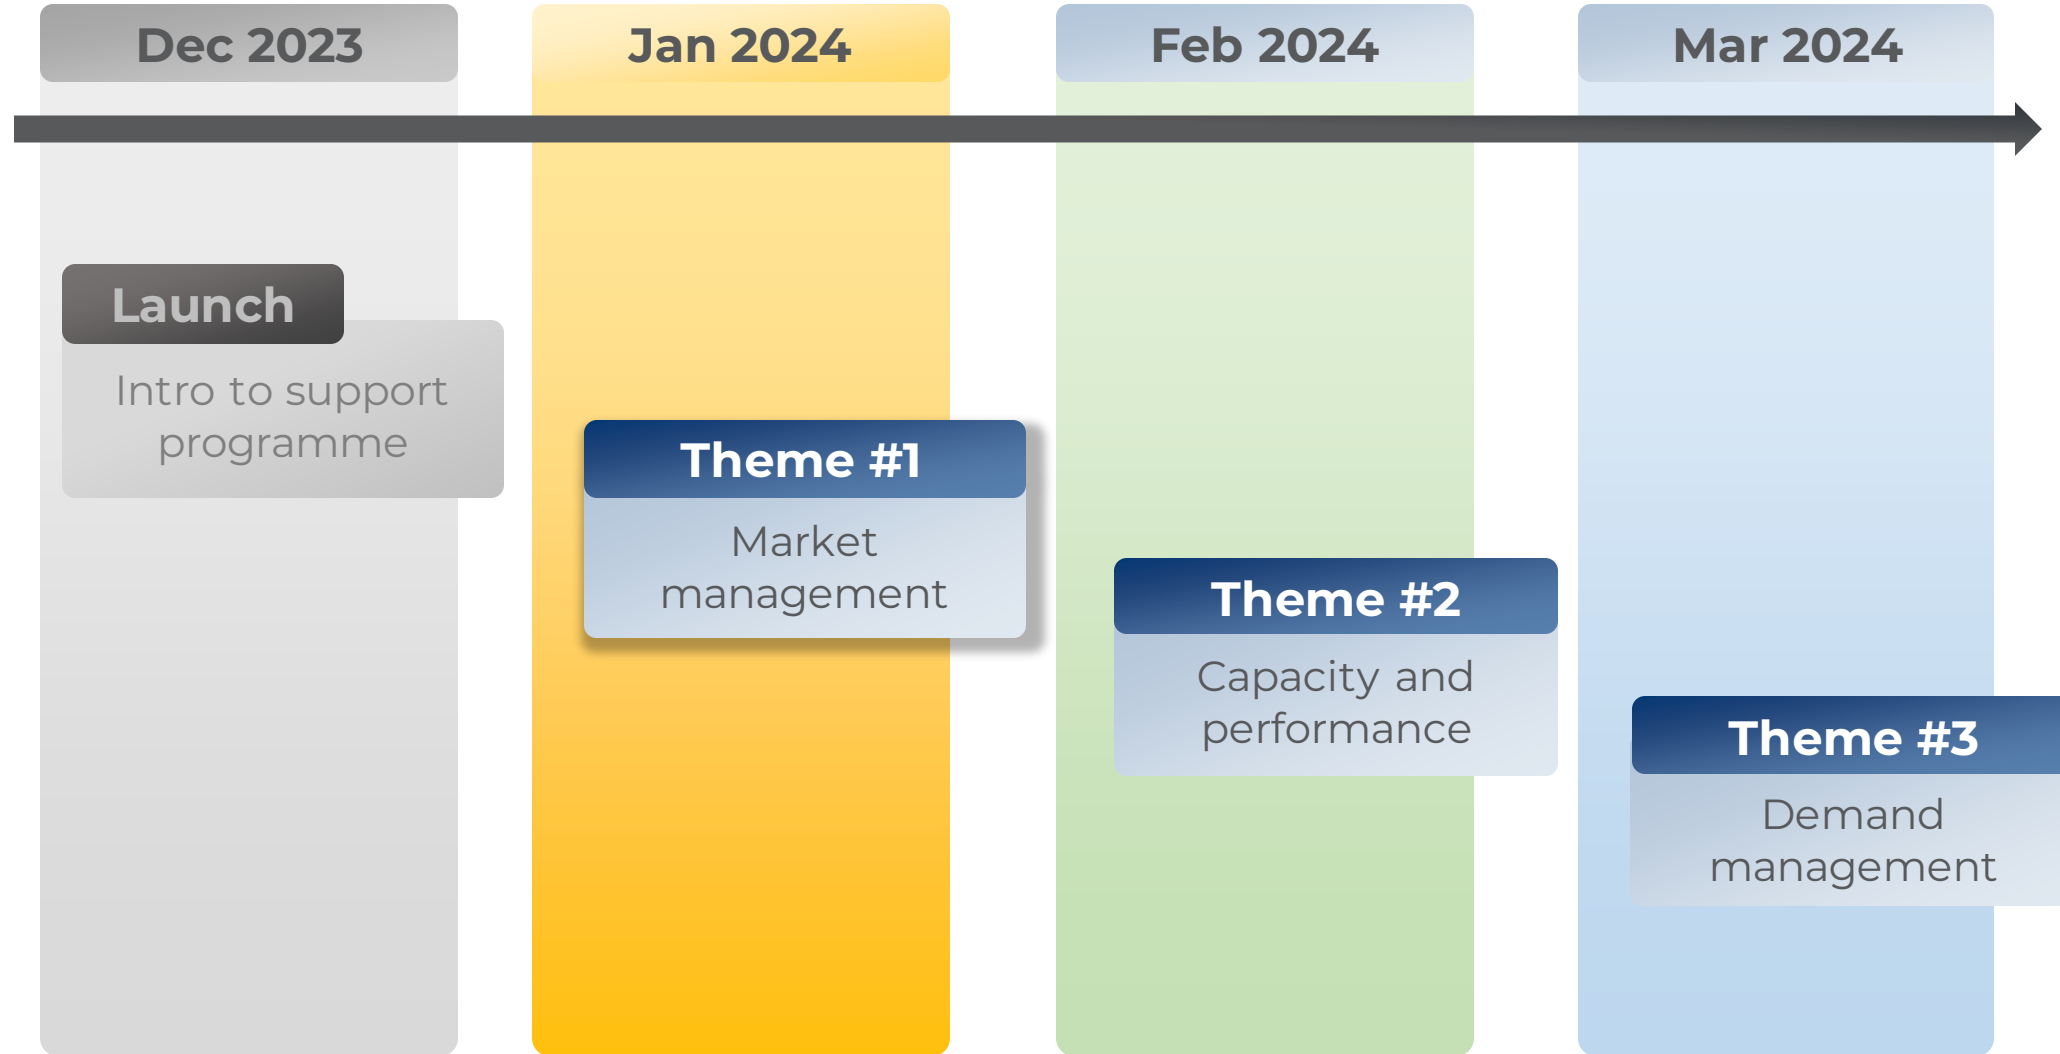 Dec 2023
Jan 2024
Feb 2024
Mar 2024
Launch
Intro to support
programme
Theme #1
Market
management
Theme #2
Capacity and
performance
Theme #3
Demand
management